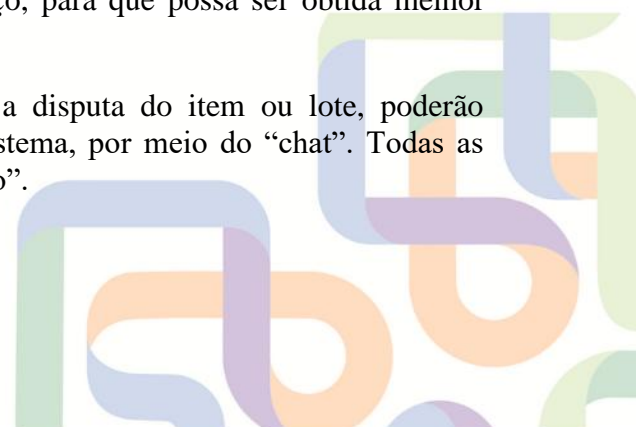 ço, para que possa ser obtida melhor
a disputa do item ou lote, poderão
stema, por meio do “chat”. Todas as
o”.